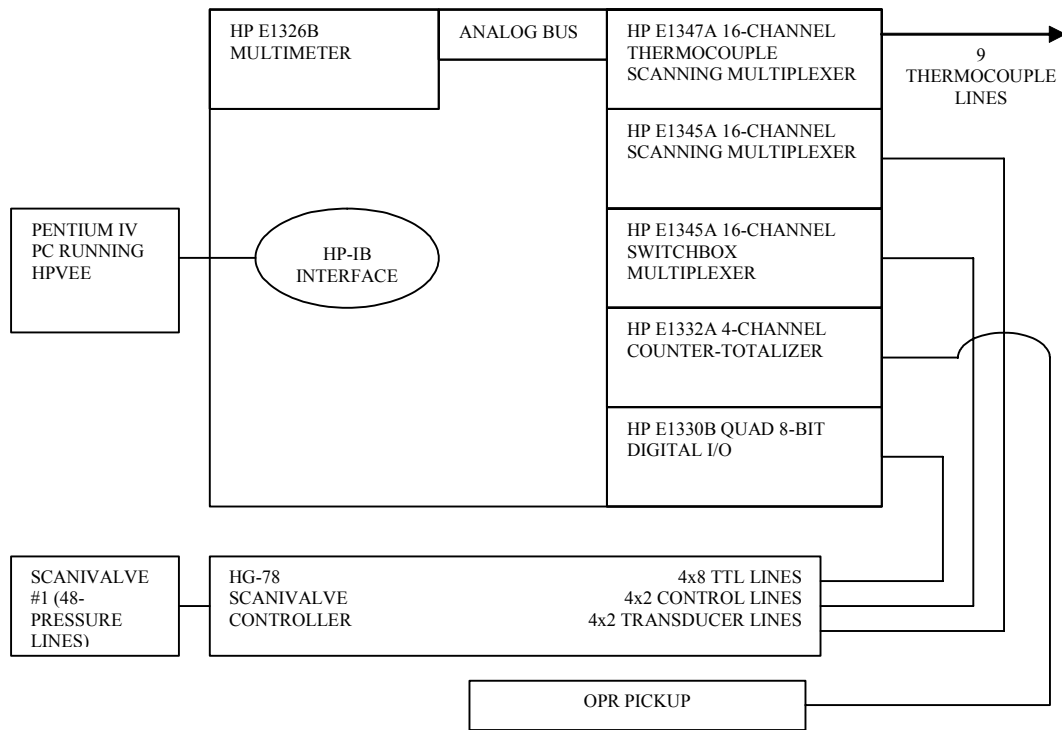 HP E1326B
MULTIMETER
ANALOG BUS
HP E1347A 16-CHANNEL
THERMOCOUPLE
SCANNING MULTIPLEXER
9
THERMOCOUPLE
LINES
HP E1345A 16-CHANNEL
SCANNING MULTIPLEXER
PENTIUM IV
PC RUNNING
HPVEE
HP-IB
INTERFACE
HP E1345A 16-CHANNEL
SWITCHBOX
MULTIPLEXER
HP E1332A 4-CHANNEL
COUNTER-TOTALIZER
HP E1330B QUAD 8-BIT
DIGITAL I/O
SCANIVALVE
#1 (48-
PRESSURE
LINES)
HG-78
SCANIVALVE
CONTROLLER
4x8 TTL LINES
4x2 CONTROL LINES
4x2 TRANSDUCER LINES
OPR PICKUP